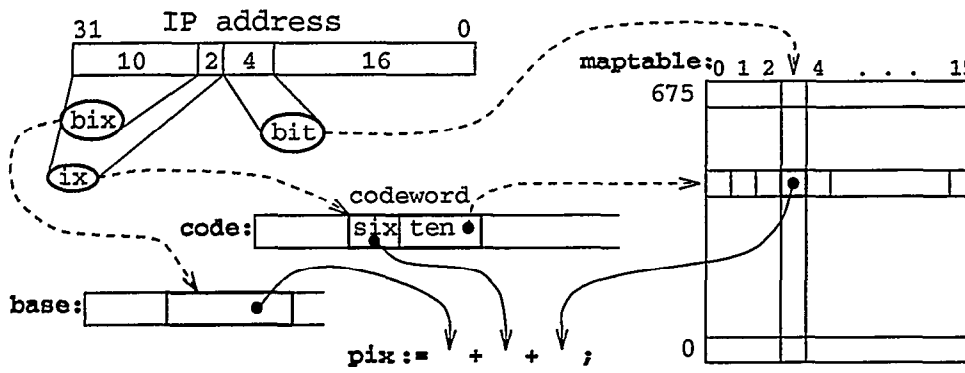 IP address
31 0
10 2 4 16
bix
bit
ix
maptable:
0 1 2 4 . . . 15
675
codeword
code: six ten
base:
pix:= + + ;
0